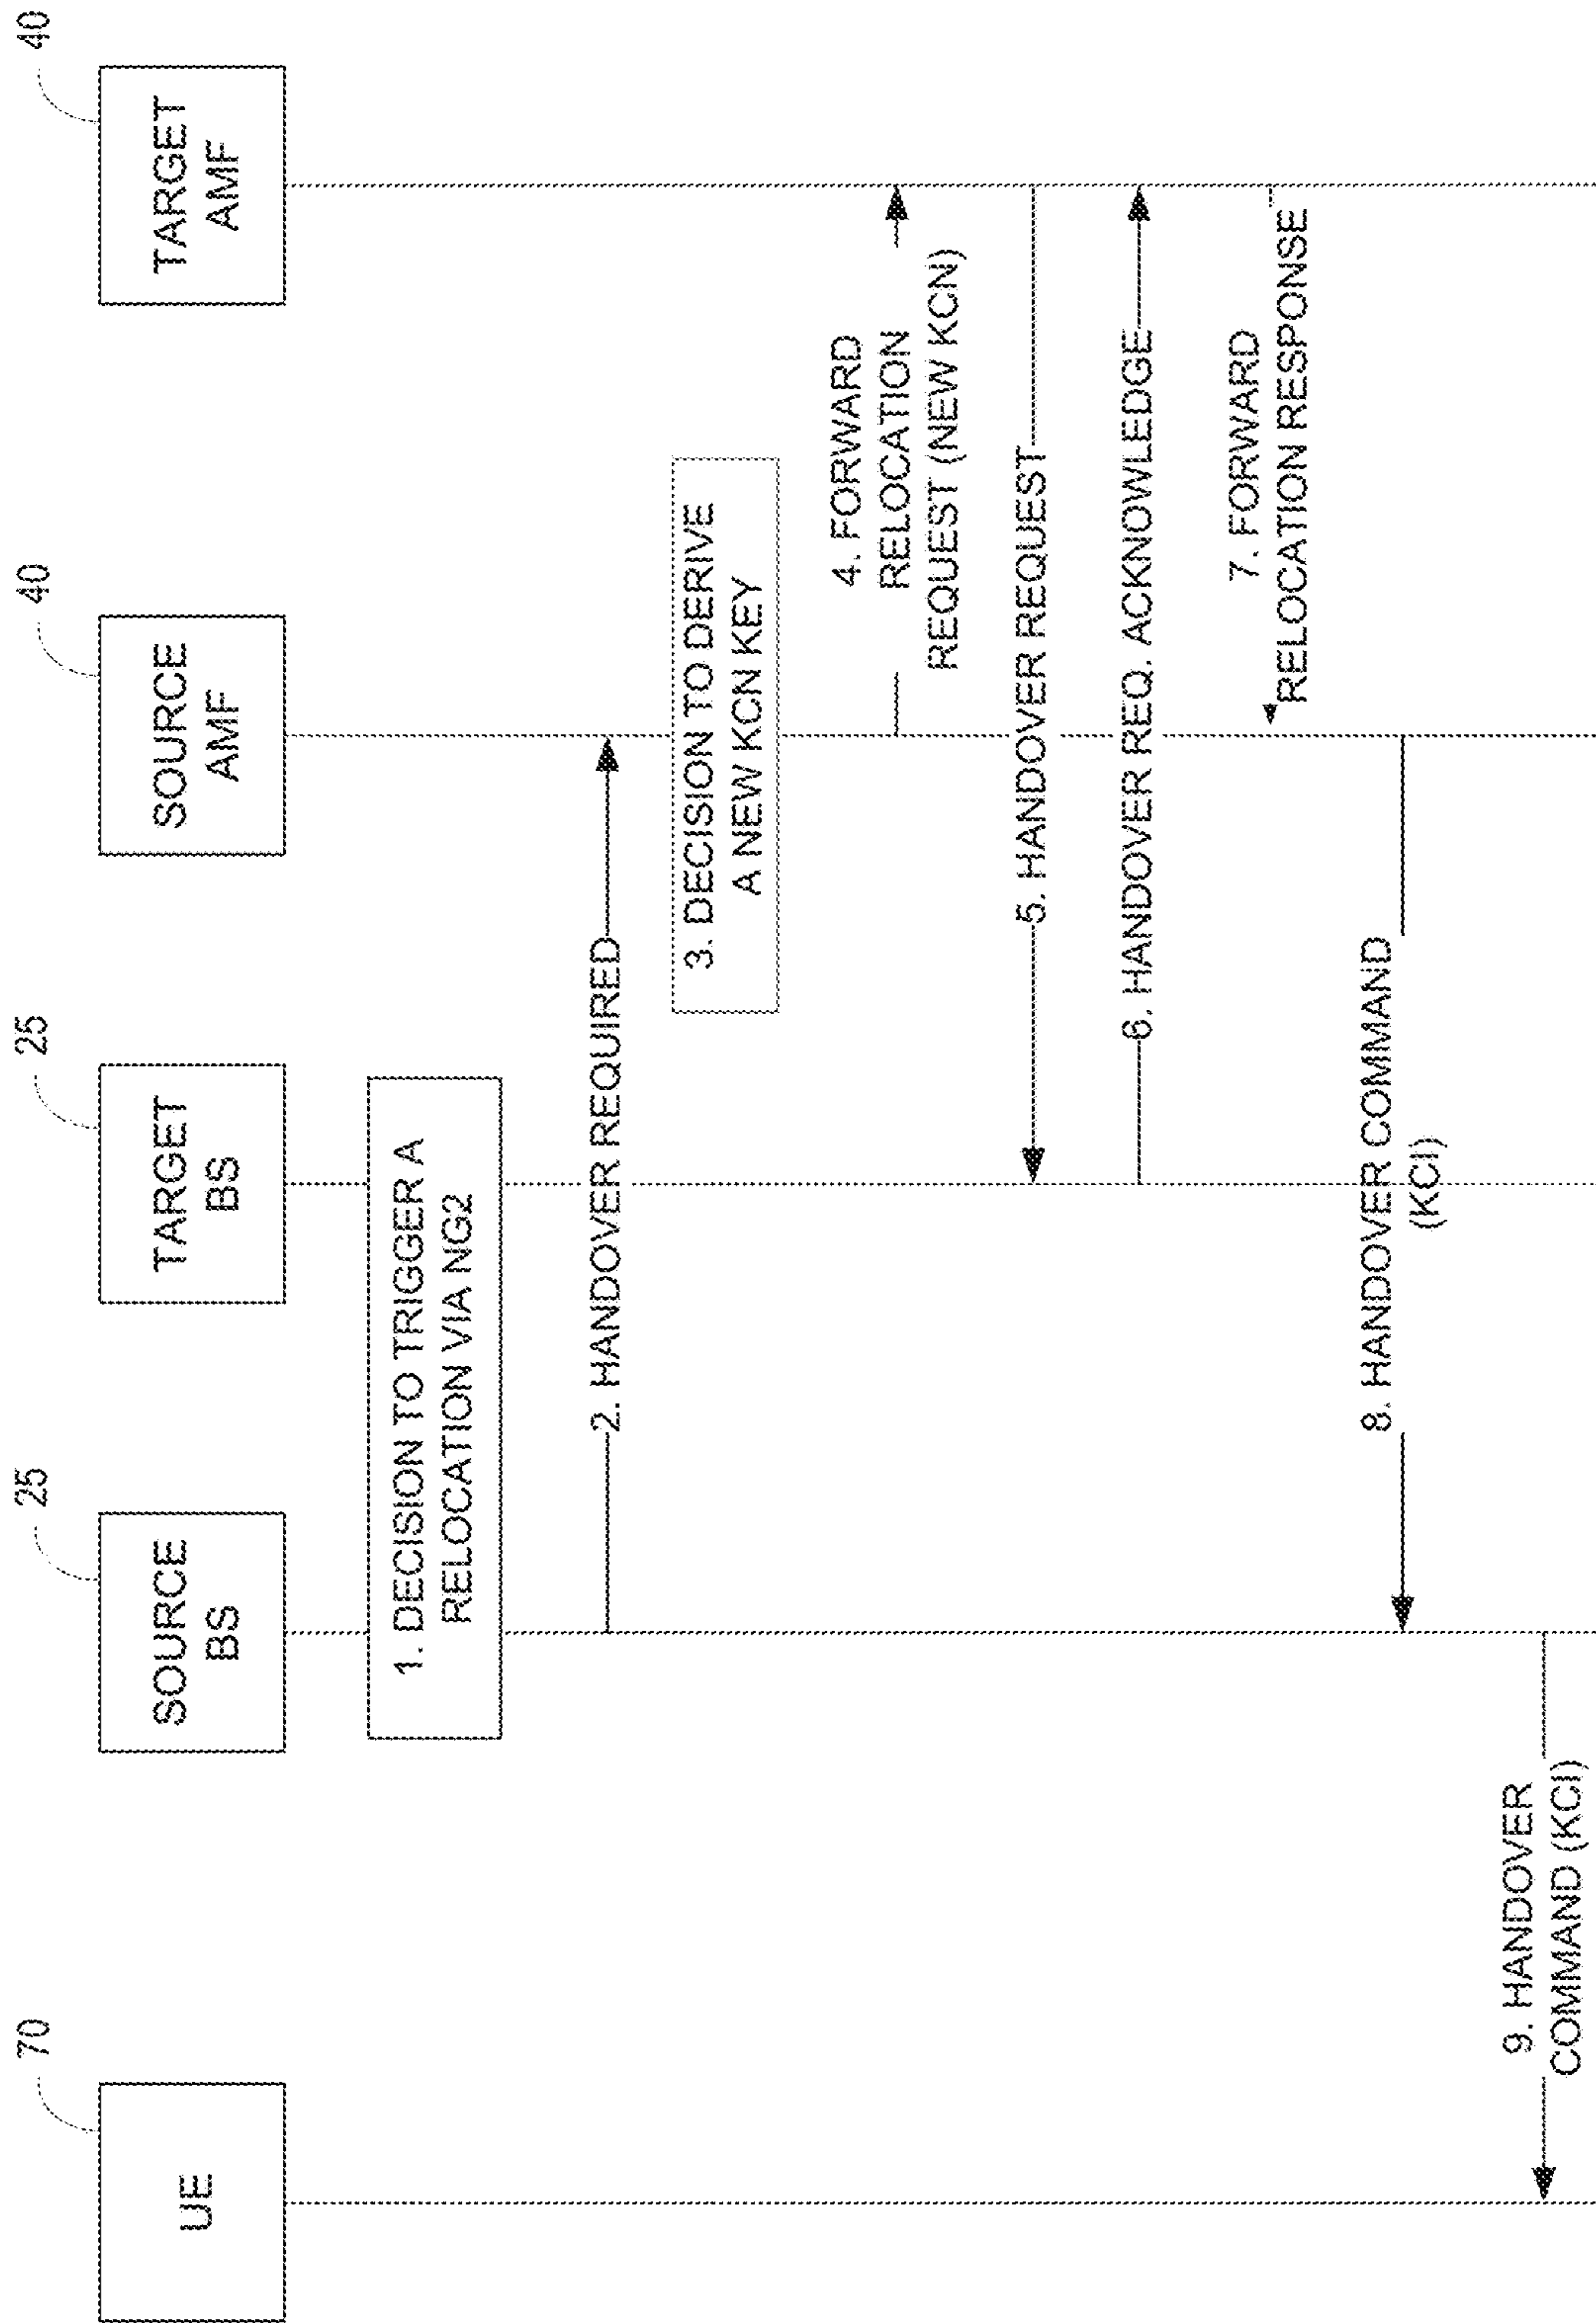 70
25
25
40
40
UE
SOURCE
BS
TARGET
BS
SOURCE
AMF
TARGET
AMF
1. DECISION TO TRIGGER A
RELOCATION VIA NG2
2. HANDOVER REQUIRED
3. DECISION TO DERIVE
A NEW KCN KEY
4. FORWARD
RELOCATION
REQUEST (NEW KCN)
5. HANDOVER REQUEST
6. HANDOVER REQ. ACKNOWLEDGE
7. FORWARD
RELOCATION RESPONSE
8. HANDOVER COMMAND
(KCI)
9. HANDOVER
COMMAND (KCI)